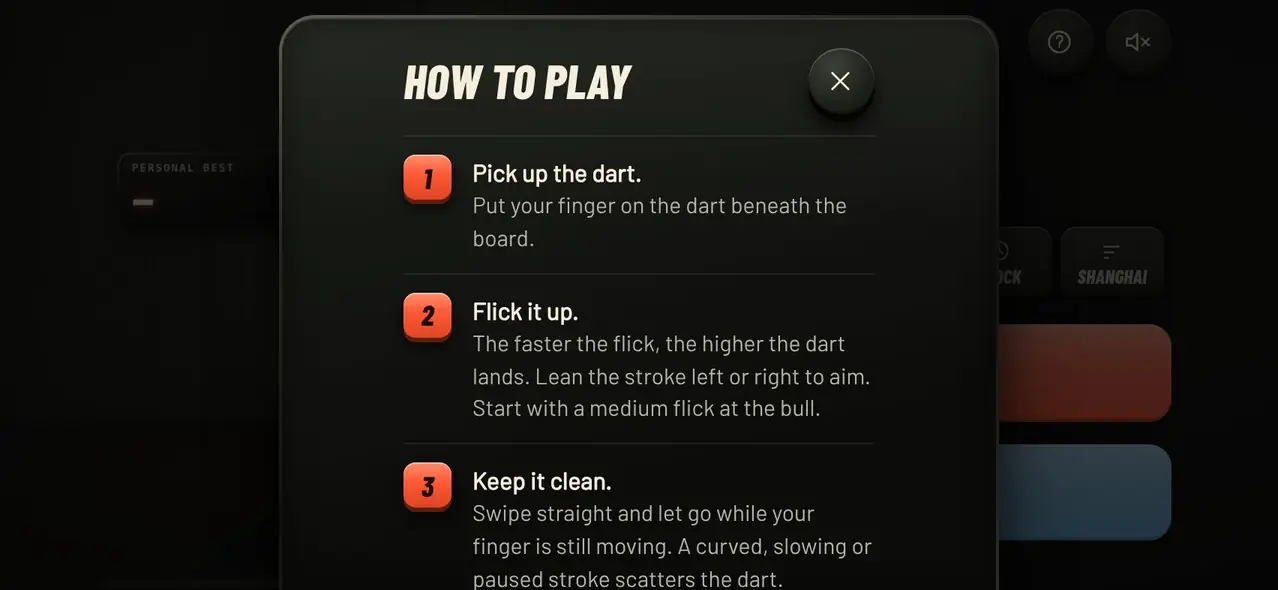 HOW TO PLAY
PERSONAL BEST
1
Pick up the dart.
Put your finger on the dart beneath the
board.
2
Flick it up.
The faster the flick, the higher the dart
lands. Lean the stroke left or right to aim.
Start with a medium flick at the bull.
SHANGHAI
3
Keep it clean.
Swipe straight and let go while your
finger is still moving. A curved, slowing or
paused stroke scatters the dart.